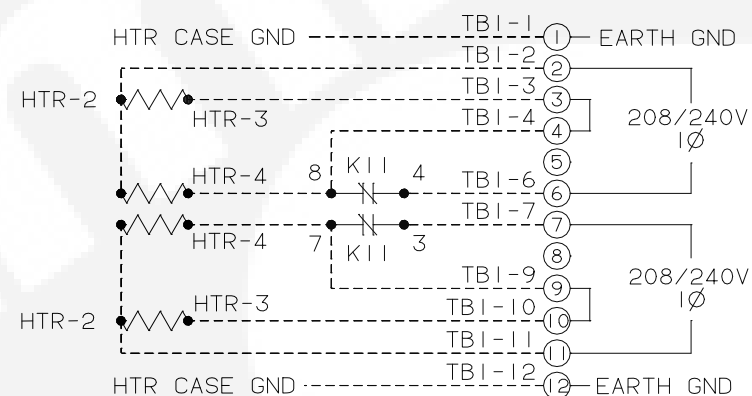 HTR CASE GND TB1-1 1 EARTH GND
TB1-2 2
HTR-2 TB1-3 3
HTR-3 TB1-4 4 208/240V
1Ø
5
HTR-4 8 K11 4 TB1-6 6
TB1-7 7
HTR-4 7 K11 3 8
TB1-9 9 208/240V
1Ø
HTR-2 HTR-3 TB1-10 10
TB1-11 11
HTR CASE GND TB1-12 12 EARTH GND